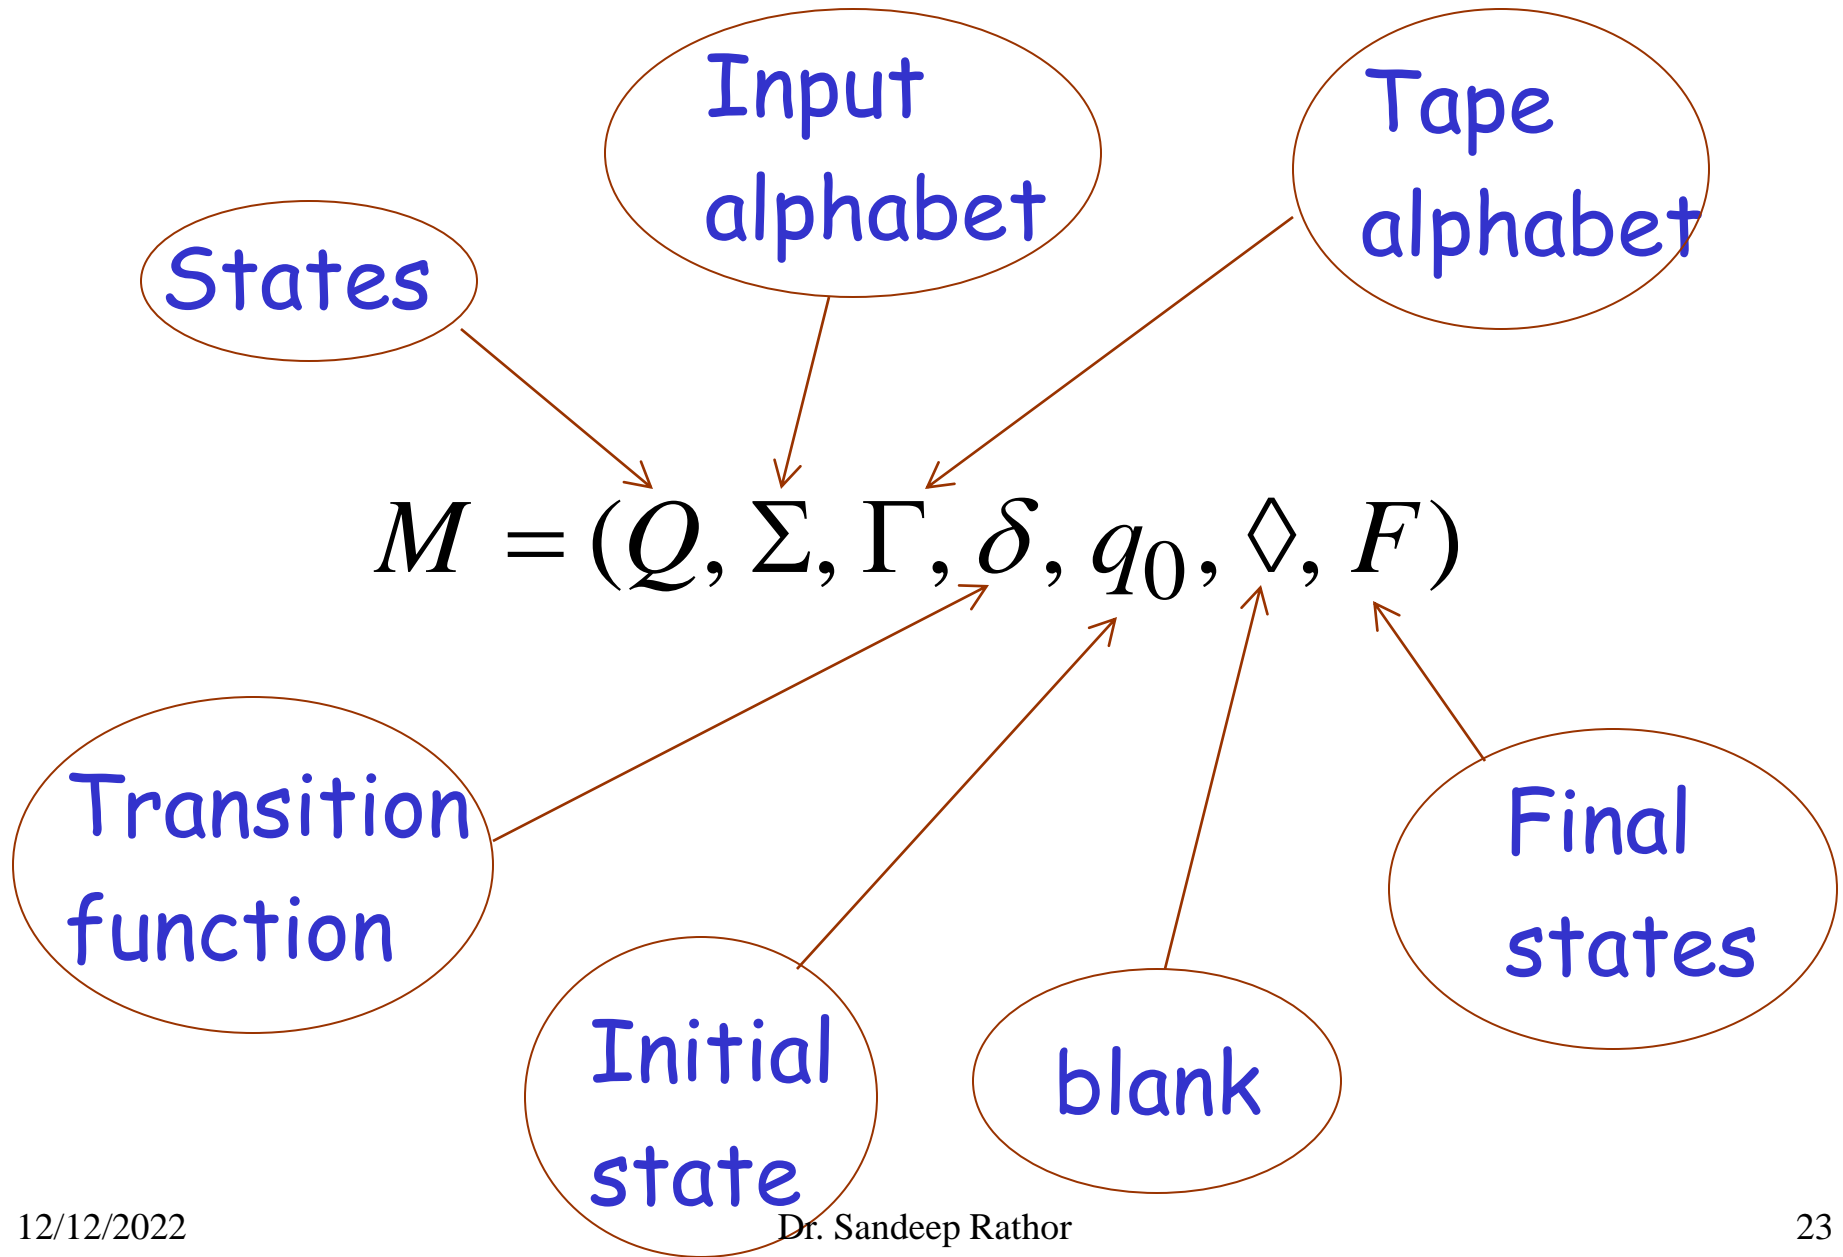 Input
alphabet
Tape
alphabet
States
M = (Q, Σ, Γ, δ, q₀, ◊, F)
Transition
function
Initial
state
blank
Final
states
12/12/2022
Dr. Sandeep Rathor
23